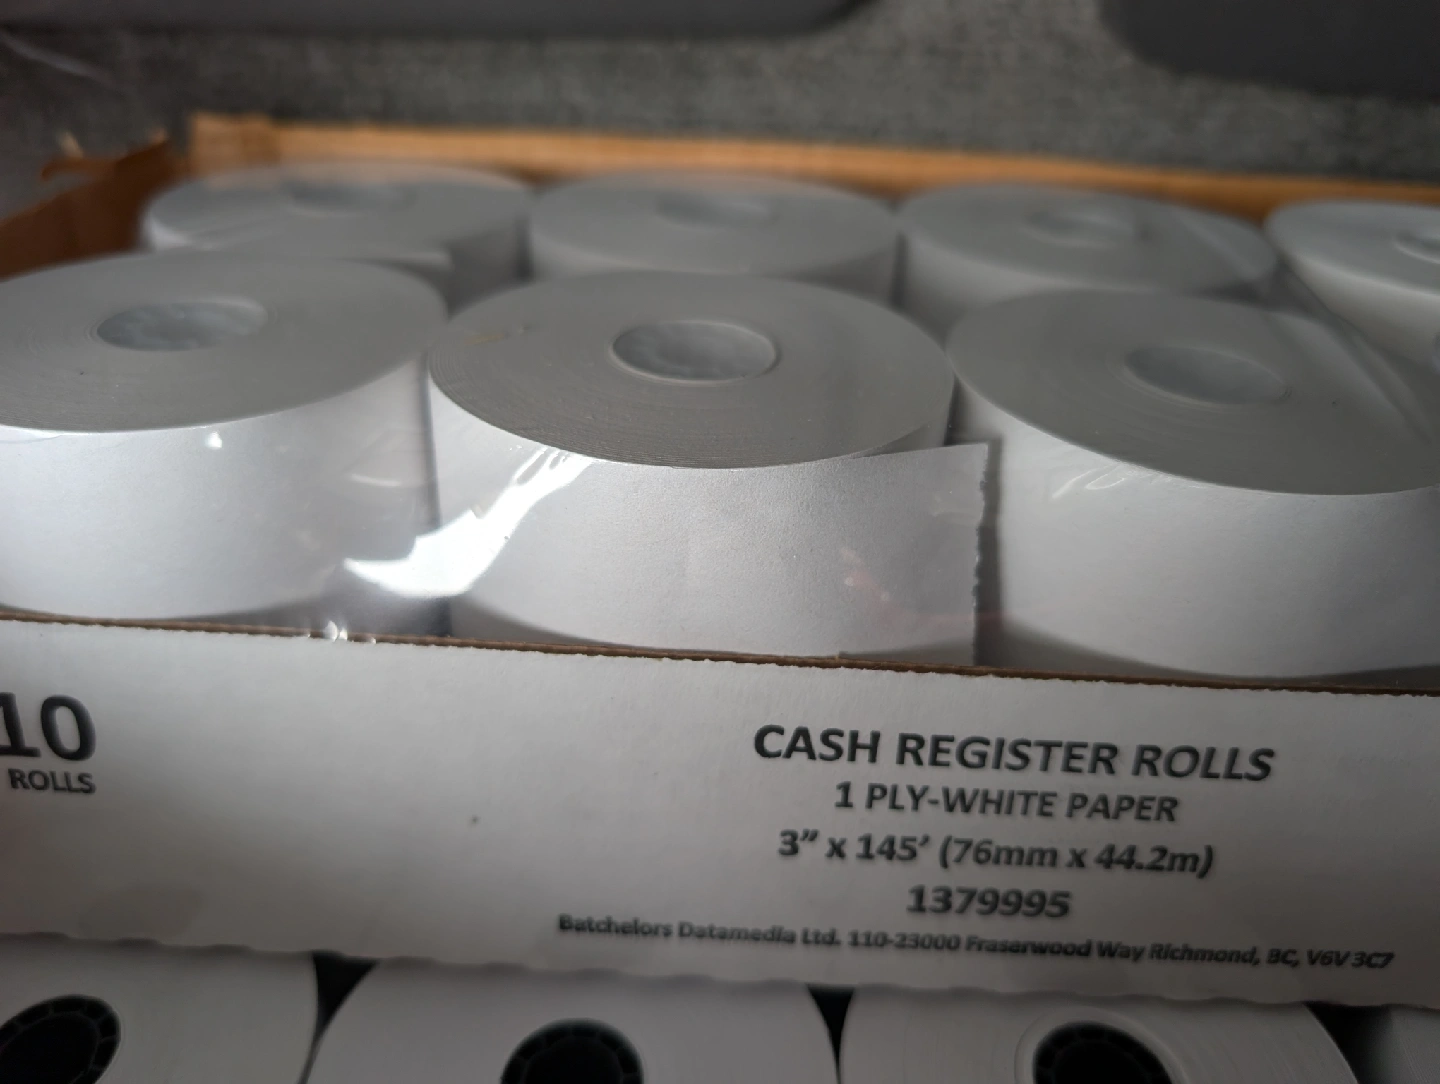 10
ROLLS
CASH REGISTER ROLLS
1 PLY-WHITE PAPER
3” x 145’ (76mm x 44.2m)
1379995
Batchelors Datamedia Ltd. 110-23000 Fraserwood Way Richmond, BC, V6V 3C7